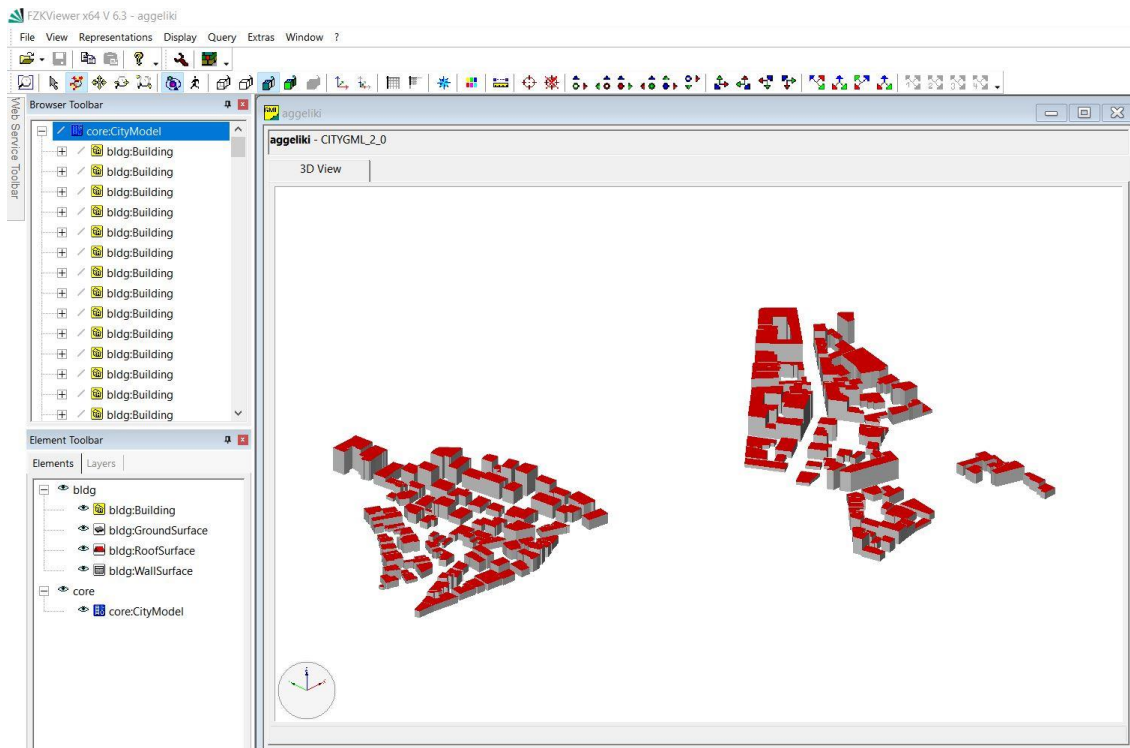 FZKViewer x64 V 6.3 - aggeliki
File View Representations Display Query Extras Window ?
Web Service Toolbar
Browser Toolbar
core:CityModel
bldg:Building
bldg:Building
bldg:Building
bldg:Building
bldg:Building
bldg:Building
bldg:Building
bldg:Building
bldg:Building
bldg:Building
bldg:Building
bldg:Building
bldg:Building
bldg:Building
Element Toolbar
Elements Layers
bldg
bldg:Building
bldg:GroundSurface
bldg:RoofSurface
bldg:WallSurface
core
core:CityModel
GML
aggeliki
aggeliki - CITYGML_2_0
3D View